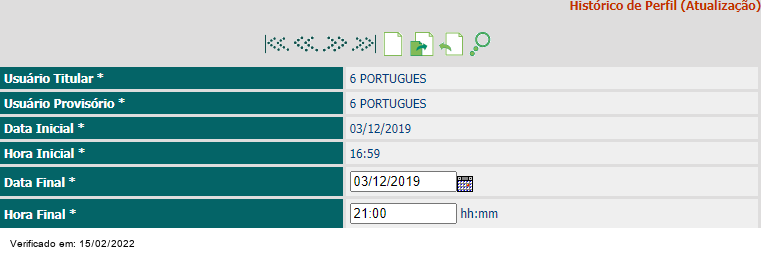 Histórico de Perfil (Atualização)
Usuário Titular * 6 PORTUGUES
Usuário Provisório * 6 PORTUGUES
Data Inicial * 03/12/2019
Hora Inicial * 16:59
Data Final * 03/12/2019
Hora Final * 21:00 hh:mm
Verificado em: 15/02/2022